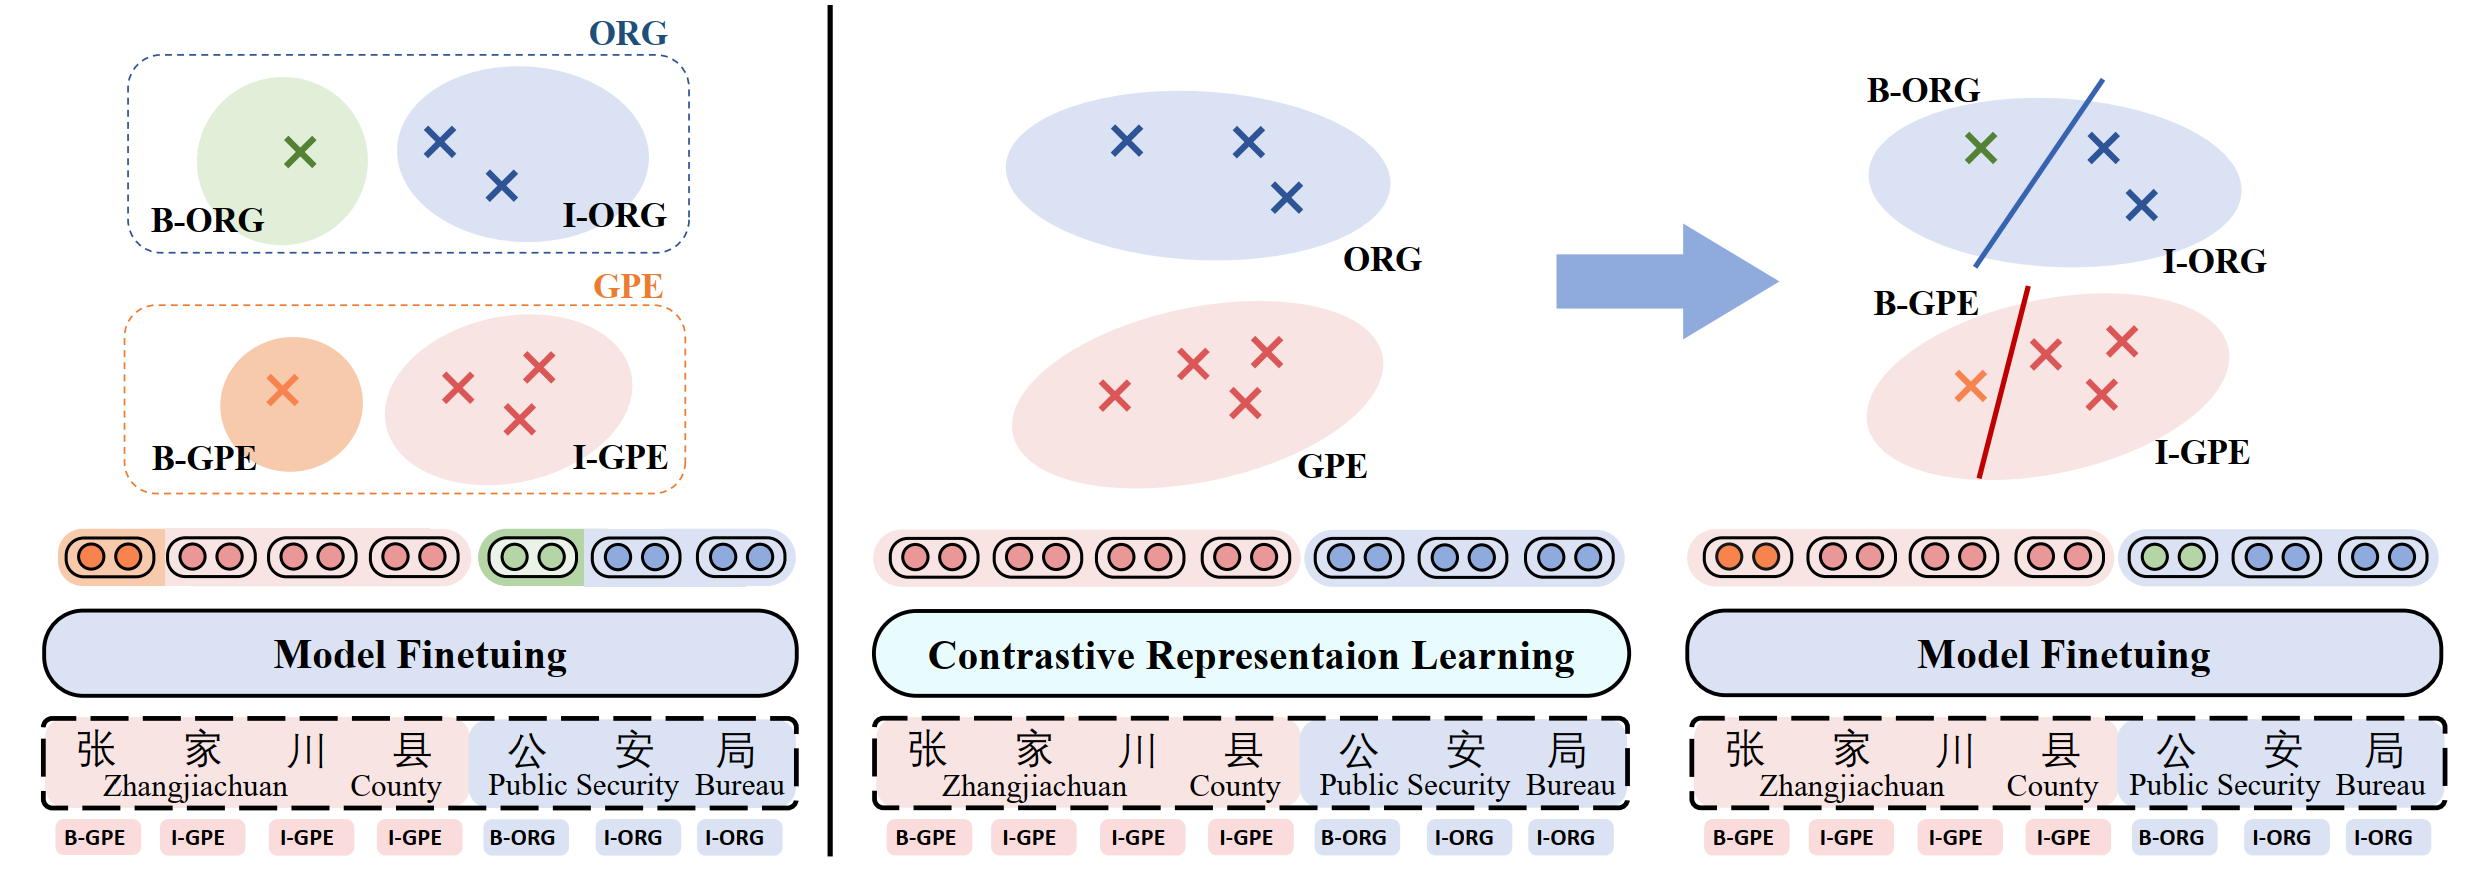 ORG
B-ORG
I-ORG
GPE
B-GPE
I-GPE
Model Finetuing
张 家 川 县 公 安 局
Zhangjiachuan County Public Security Bureau
B-GPE I-GPE I-GPE I-GPE B-ORG I-ORG I-ORG
ORG
GPE
Contrastive Representaion Learning
张 家 川 县 公 安 局
Zhangjiachuan County Public Security Bureau
B-GPE I-GPE I-GPE I-GPE B-ORG I-ORG I-ORG
B-ORG
I-ORG
B-GPE
I-GPE
Model Finetuing
张 家 川 县 公 安 局
Zhangjiachuan County Public Security Bureau
B-GPE I-GPE I-GPE I-GPE B-ORG I-ORG I-ORG